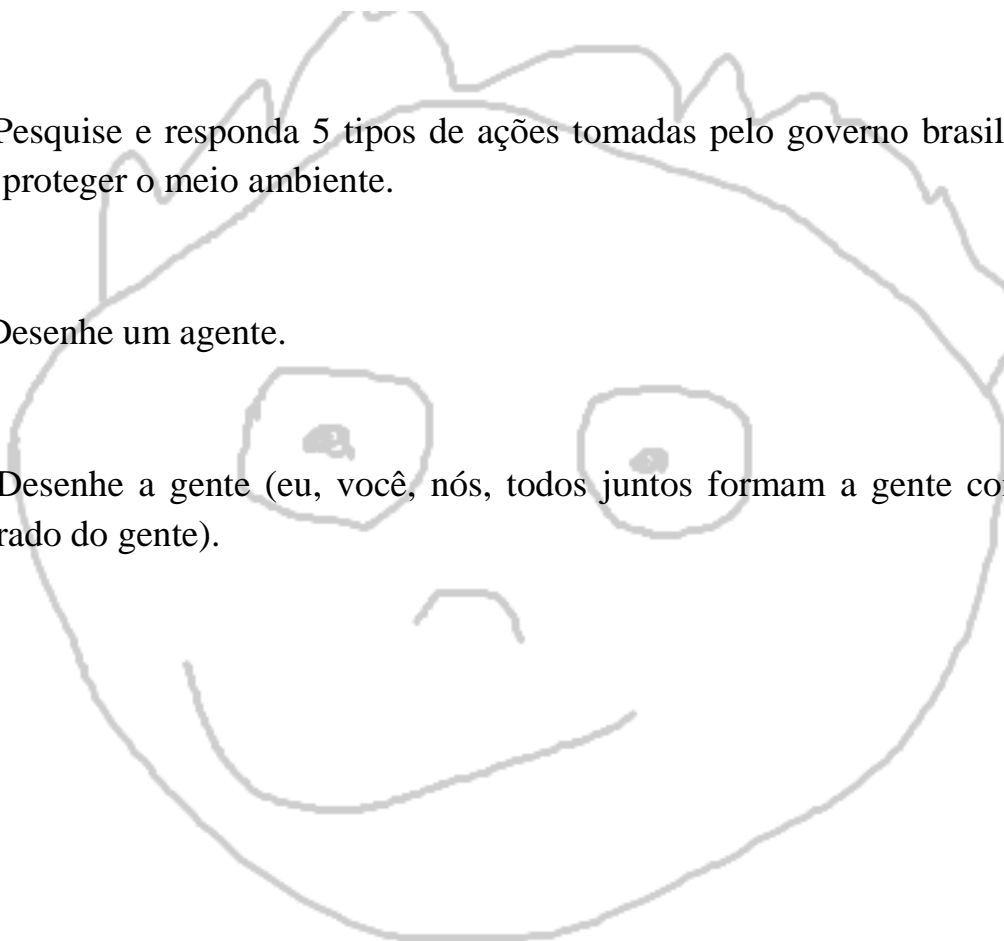 Pesquise e responda 5 tipos de ações tomadas pelo governo brasil
proteger o meio ambiente.
Desenhe um agente.
Desenhe a gente (eu, você, nós, todos juntos formam a gente co
rado do gente).